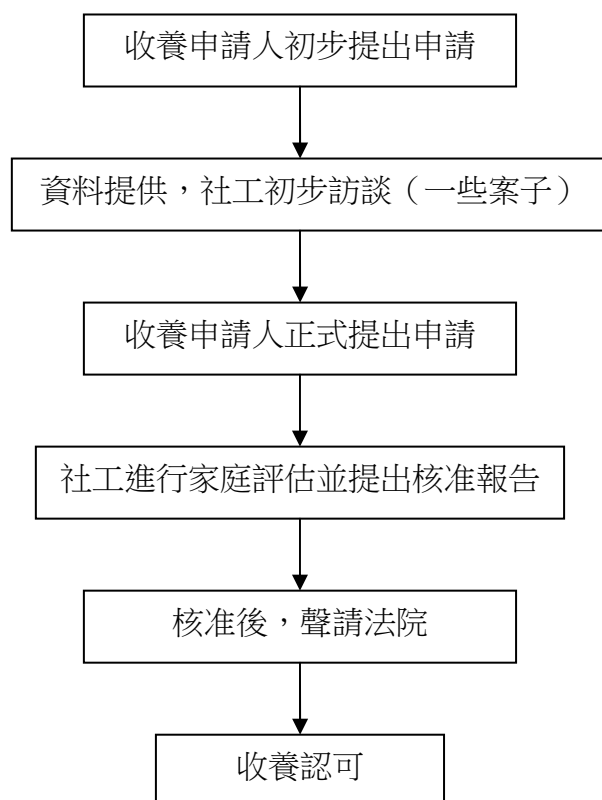 收養申請人初步提出申請
資料提供，社工初步訪談（一些案子）
收養申請人正式提出申請
社工進行家庭評估並提出核准報告
核准後，聲請法院
收養認可